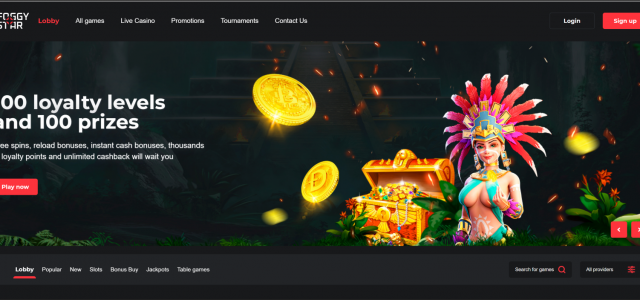 FOGGY
STAR
Lobby All games Live Casino Promotions Tournaments Contact Us Login Sign up
00 loyalty levels
and 100 prizes
ree spins, reload bonuses, instant cash bonuses, thousands
loyalty points and unlimited cashback will wait you
Play now
Lobby Popular New Slots Bonus Buy Jackpots Table games Search for games All providers